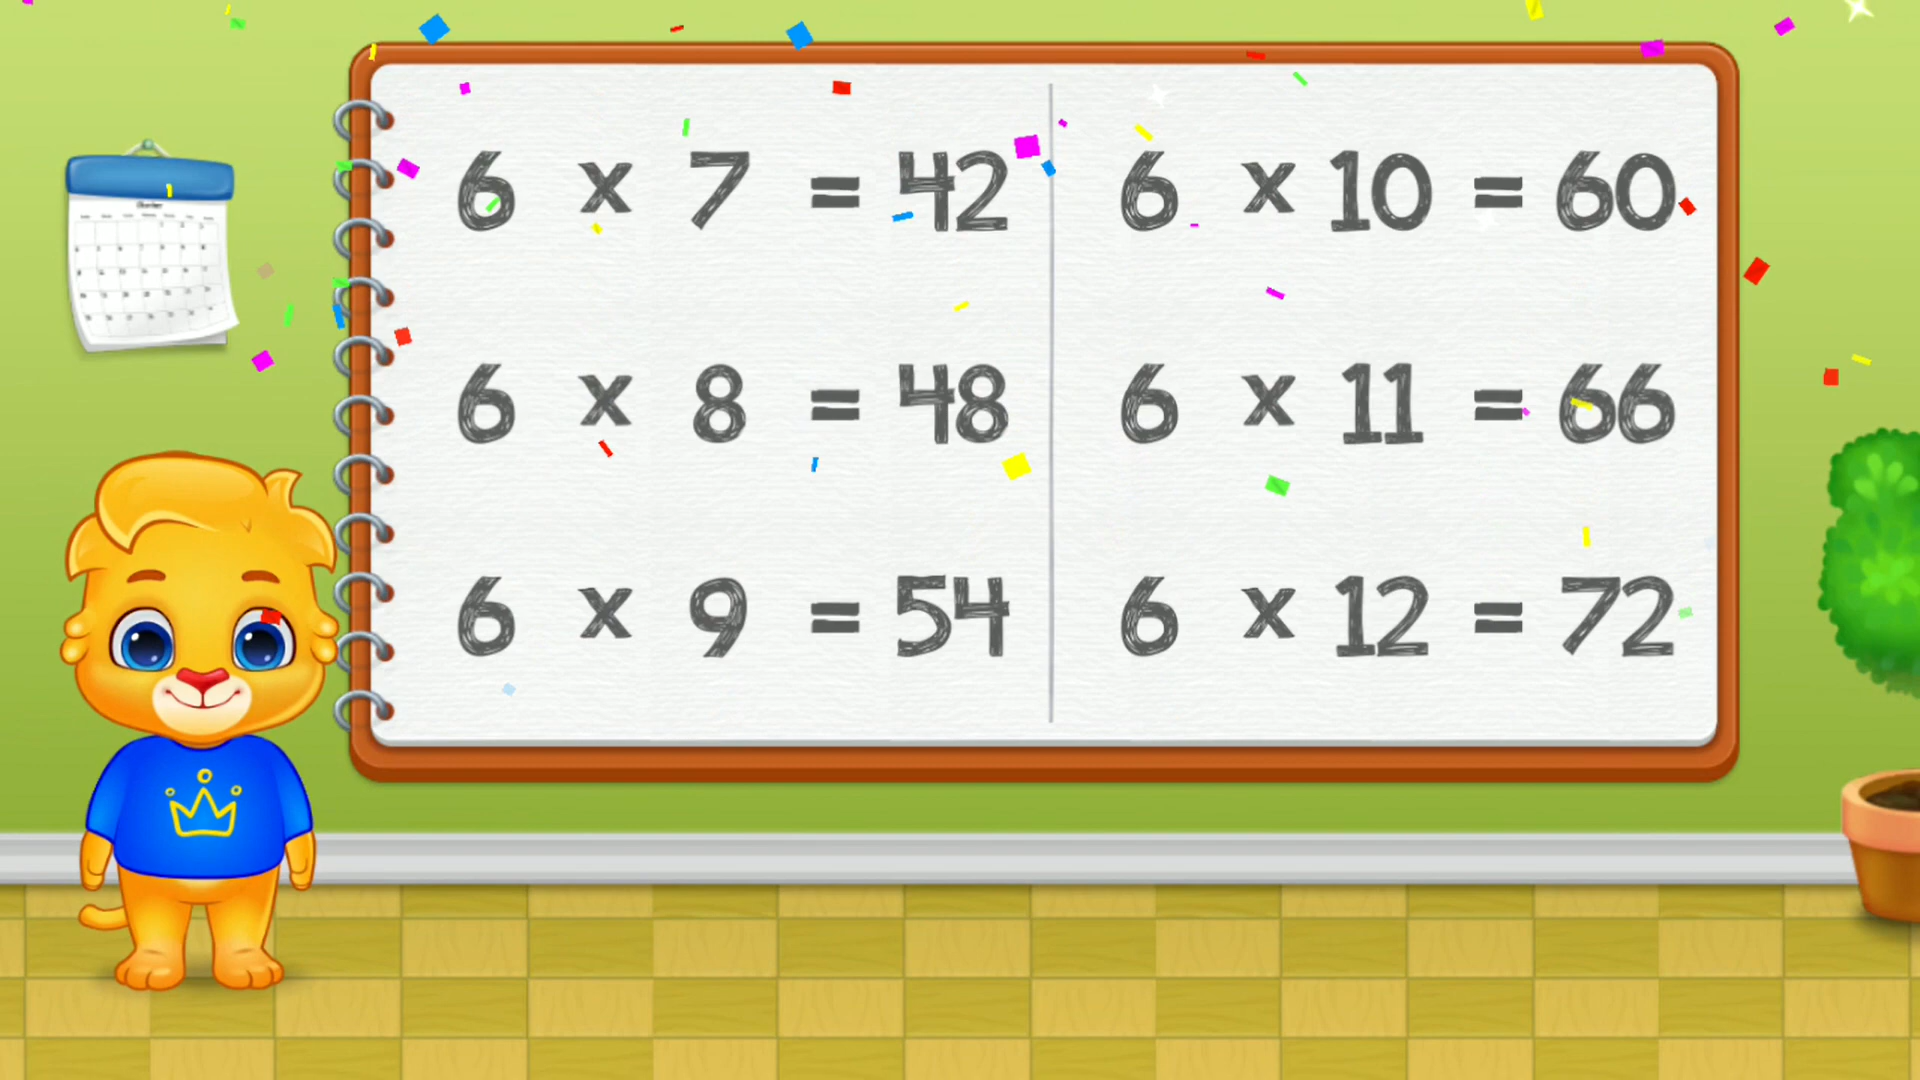 6 x 7 = 42
6 x 8 = 48
6 x 9 = 54
6 x 10 = 60
6 x 11 = 66
6 x 12 = 72